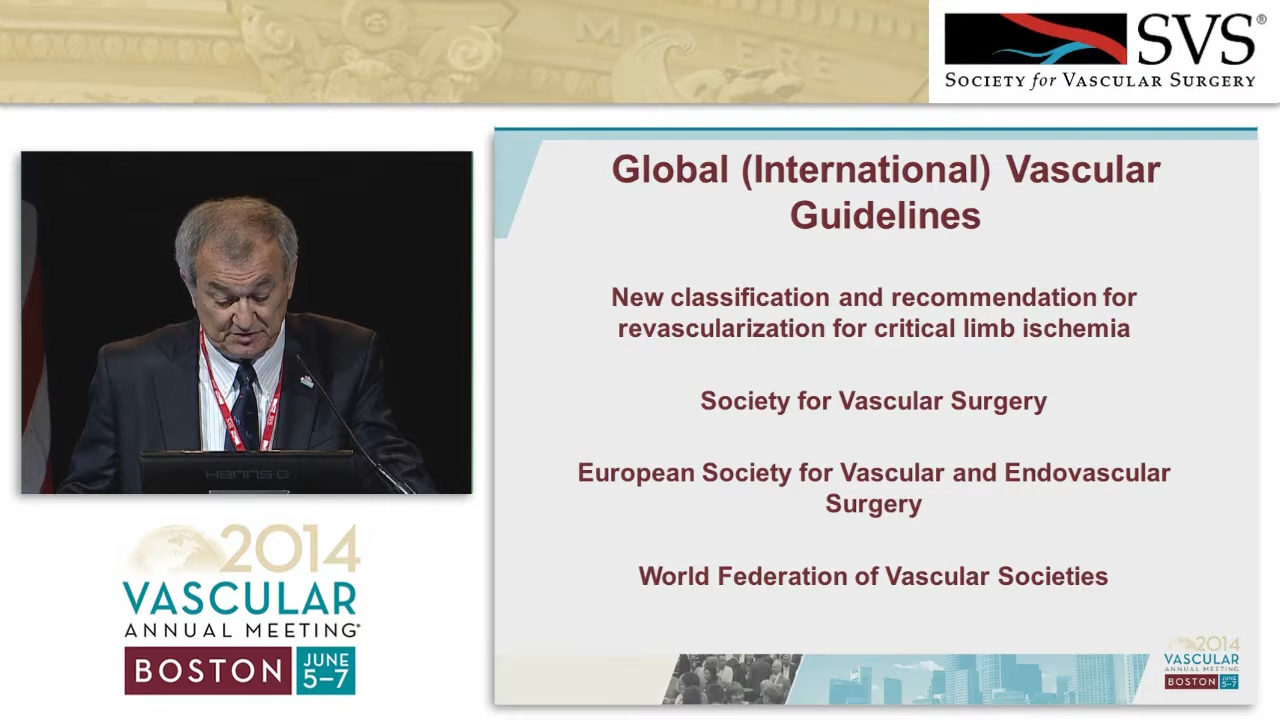 MOLIERE
SVS®
SOCIETY for VASCULAR SURGERY
Global (International) Vascular
Guidelines
New classification and recommendation for
revascularization for critical limb ischemia
Society for Vascular Surgery
European Society for Vascular and Endovascular
Surgery
World Federation of Vascular Societies
HANNS G
2014
VASCULAR
ANNUAL MEETING®
BOSTON
JUNE
5–7
2014
VASCULAR
ANNUAL MEETING
BOSTON
JUNE
5–7